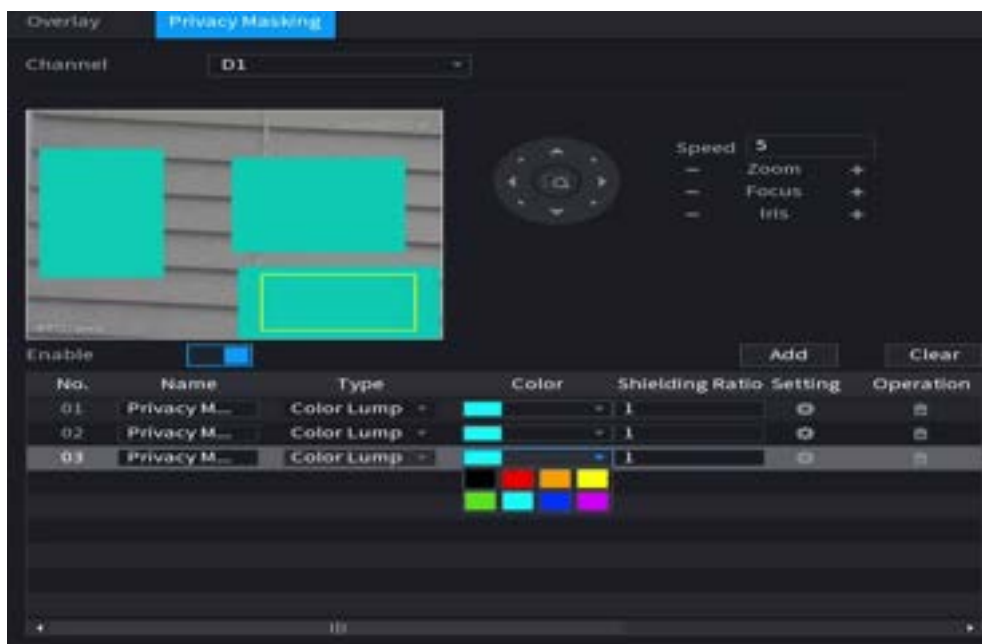 Overlay Privacy Masking
Channel D1
Speed 5
Zoom
Focus
Iris
Enable Add Clear
No. Name Type Color Shielding Ratio Setting Operation
01 Privacy M... Color Lump 1
02 Privacy M... Color Lump 1
03 Privacy M... Color Lump 1